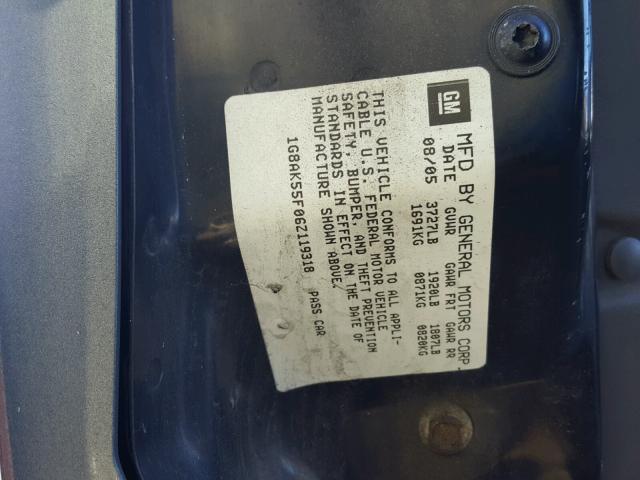 GM
MFD BY GENERAL MOTORS CORP.
DATE GVWR GAWR FRT GAWR RR
08/05 3727LB 1920LB 1807LB
1691KG 0871KG 0820KG
THIS VEHICLE CONFORMS TO ALL APPLI-
CABLE U.S. FEDERAL MOTOR VEHICLE
SAFETY, BUMPER, AND THEFT PREVENTION
STANDARDS IN EFFECT ON THE DATE OF
MANUFACTURE SHOWN ABOVE.
1G8AK55F06Z119318 PASS CAR